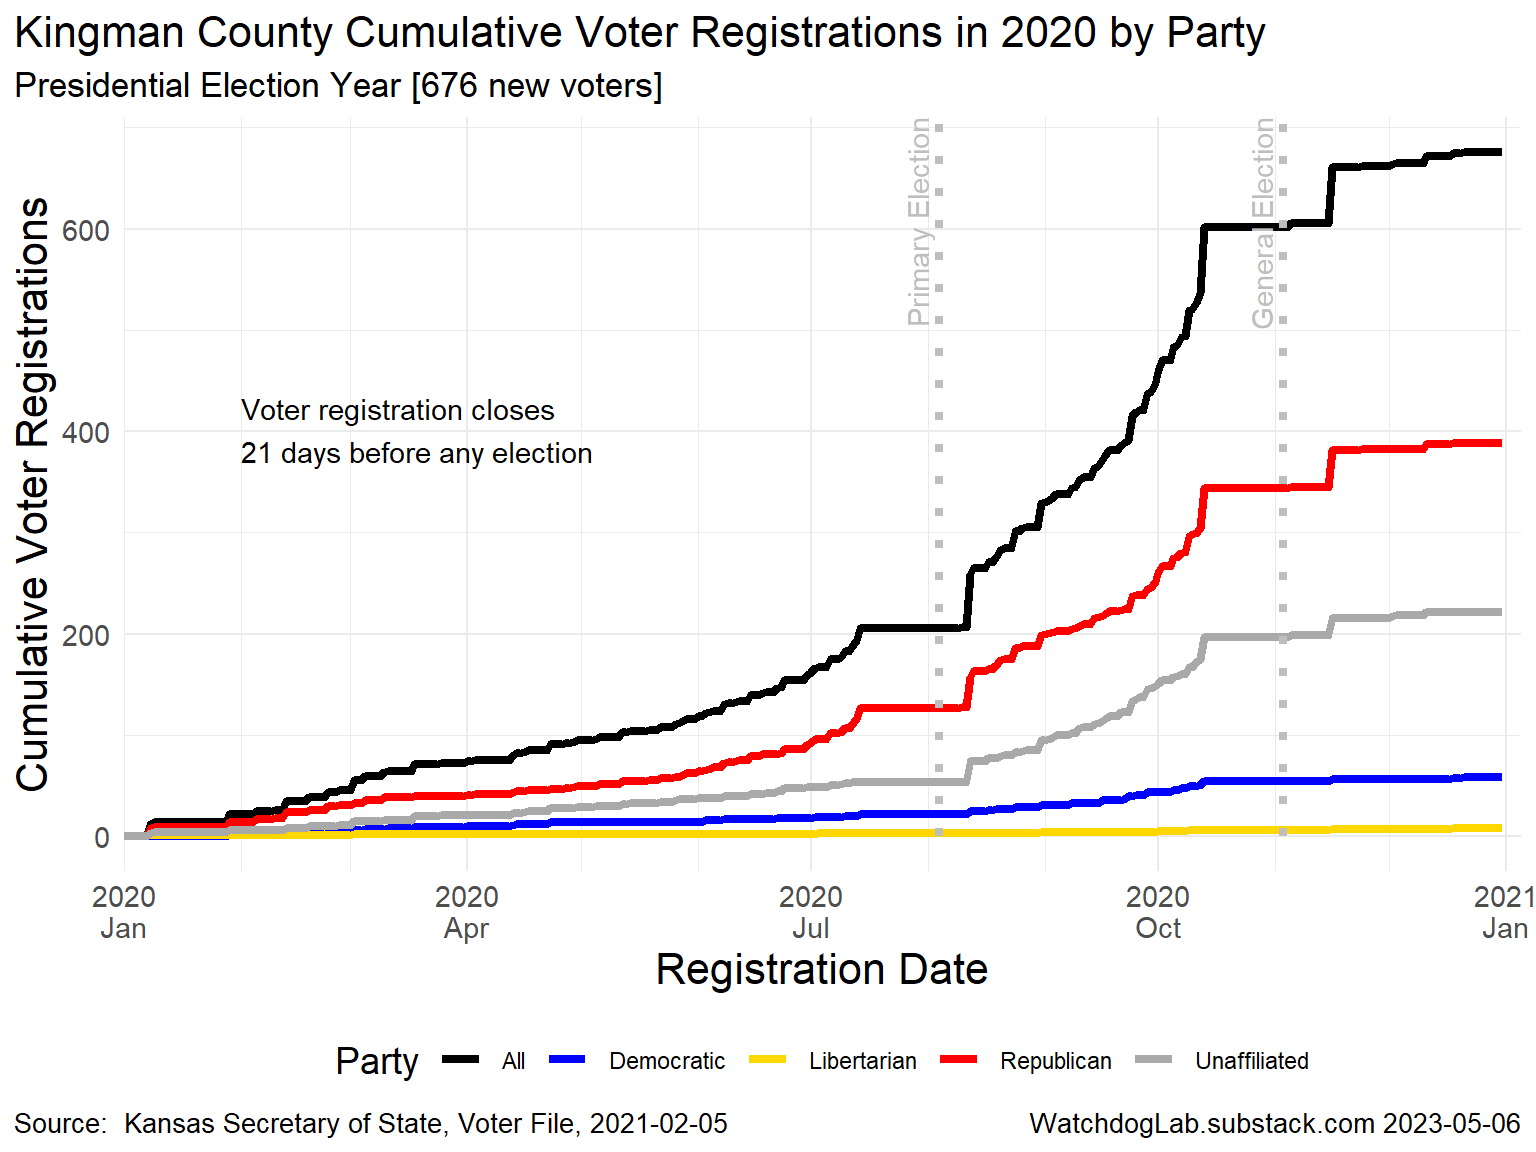 Kingman County Cumulative Voter Registrations in 2020 by Party
Presidential Election Year [676 new voters]
Cumulative Voter Registrations
600
400
200
0
Primary Election
General Election
Voter registration closes
21 days before any election
2020 2020 2020 2020 2021
Jan Apr Jul Oct Jan
Registration Date
Party All Democratic Libertarian Republican Unaffiliated
Source:  Kansas Secretary of State, Voter File, 2021-02-05
WatchdogLab.substack.com 2023-05-06